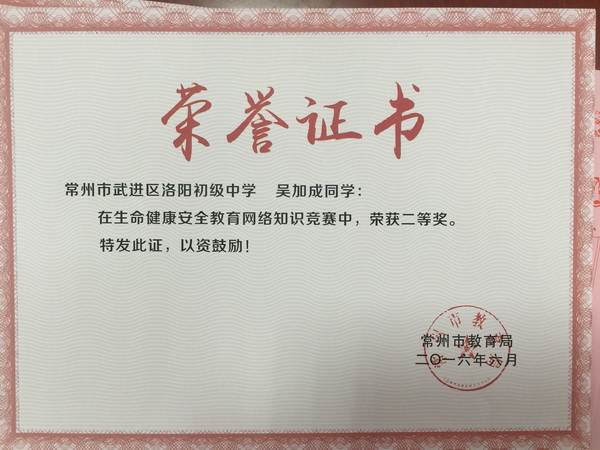 荣誉证书
常州市武进区洛阳初级中学 吴加成同学：
在生命健康安全教育网络知识竞赛中，荣获二等奖。
特发此证，以资鼓励！
常州市教育局
二〇一六年六月